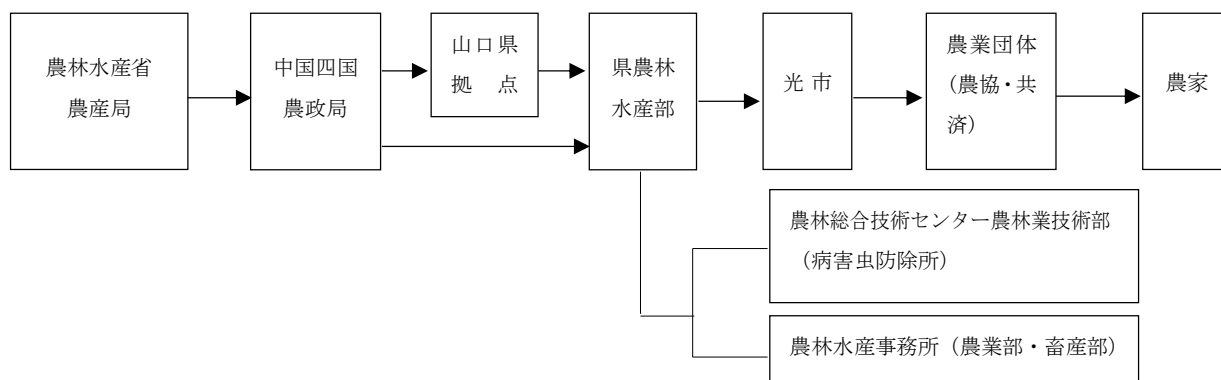 農林水産省
農産局
中国四国
農政局
山口県
拠　点
県農林
水産部
光 市
農業団体
（農協・共
済）
農家
農林総合技術センター農林業技術部
（病害虫防除所）
農林水産事務所（農業部・畜産部）